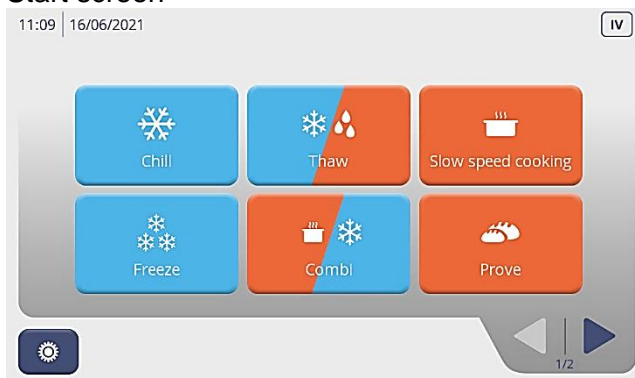 Start screen
11:09 16/06/2021 IV
Chill Thaw Slow speed cooking
Freeze Combi Prove
1/2